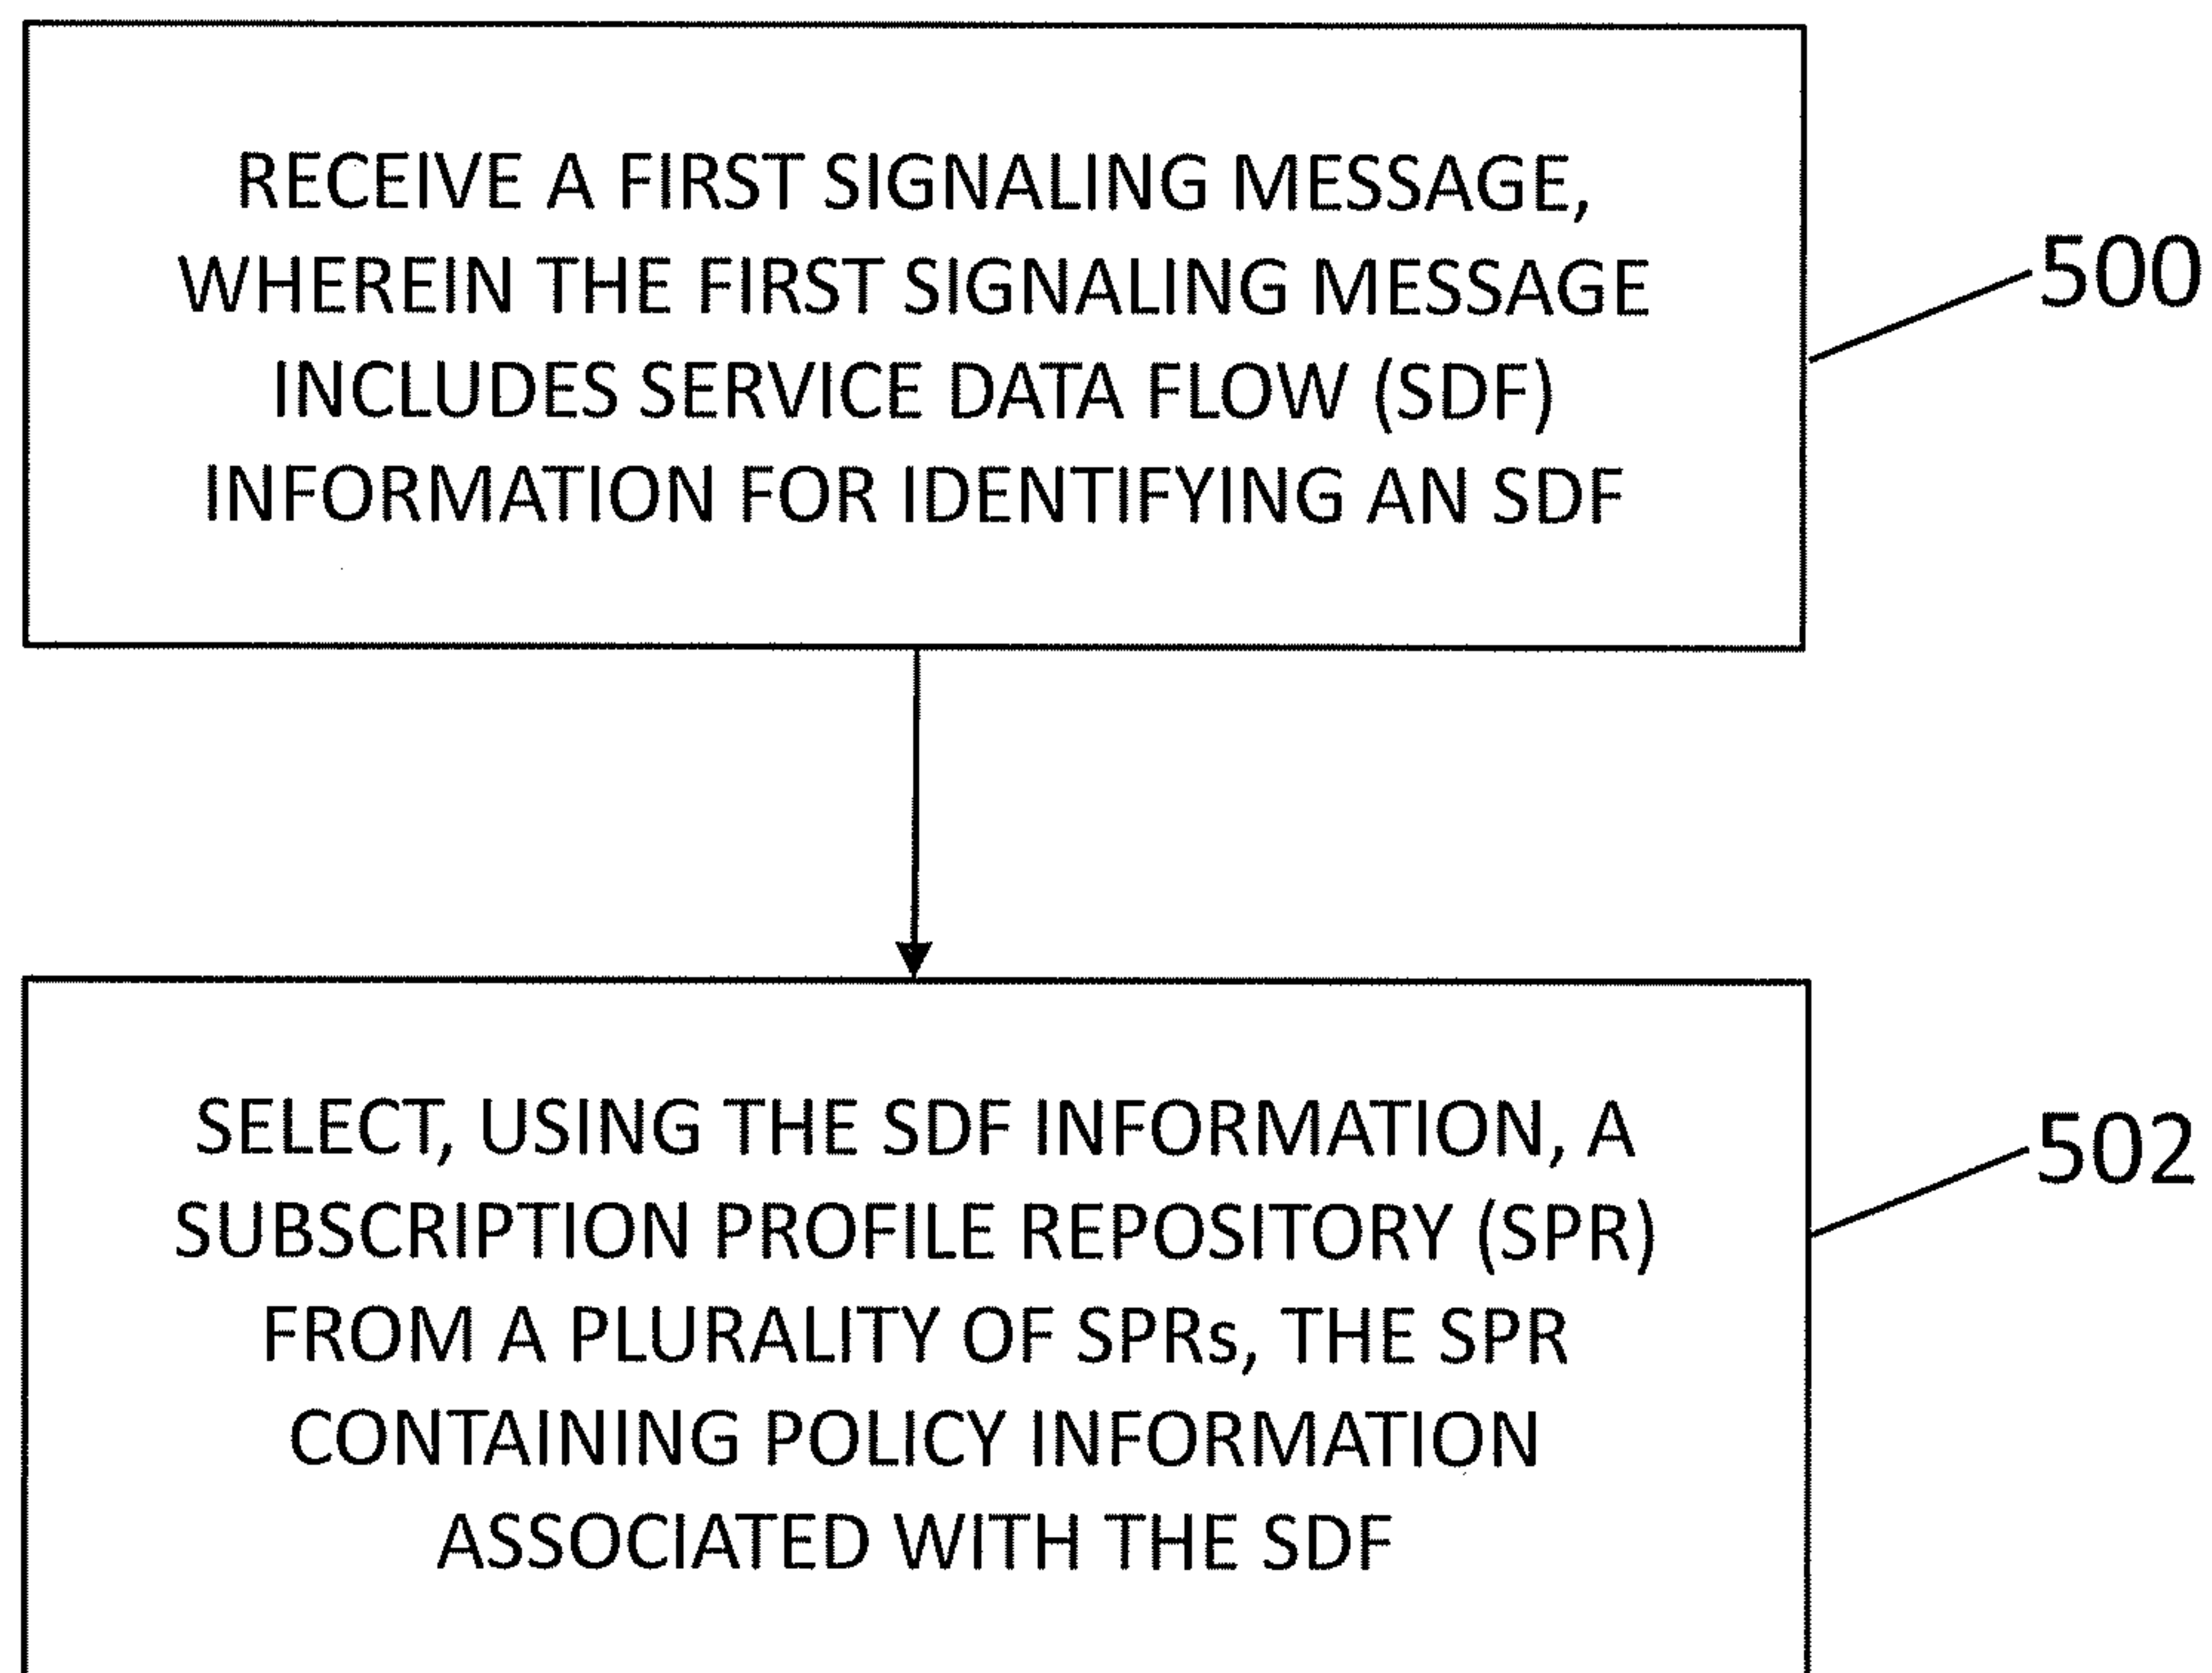 RECEIVE A FIRST SIGNALING MESSAGE,
WHEREIN THE FIRST SIGNALING MESSAGE
INCLUDES SERVICE DATA FLOW (SDF)
INFORMATION FOR IDENTIFYING AN SDF
500
SELECT, USING THE SDF INFORMATION, A
SUBSCRIPTION PROFILE REPOSITORY (SPR)
FROM A PLURALITY OF SPRs, THE SPR
CONTAINING POLICY INFORMATION
ASSOCIATED WITH THE SDF
502